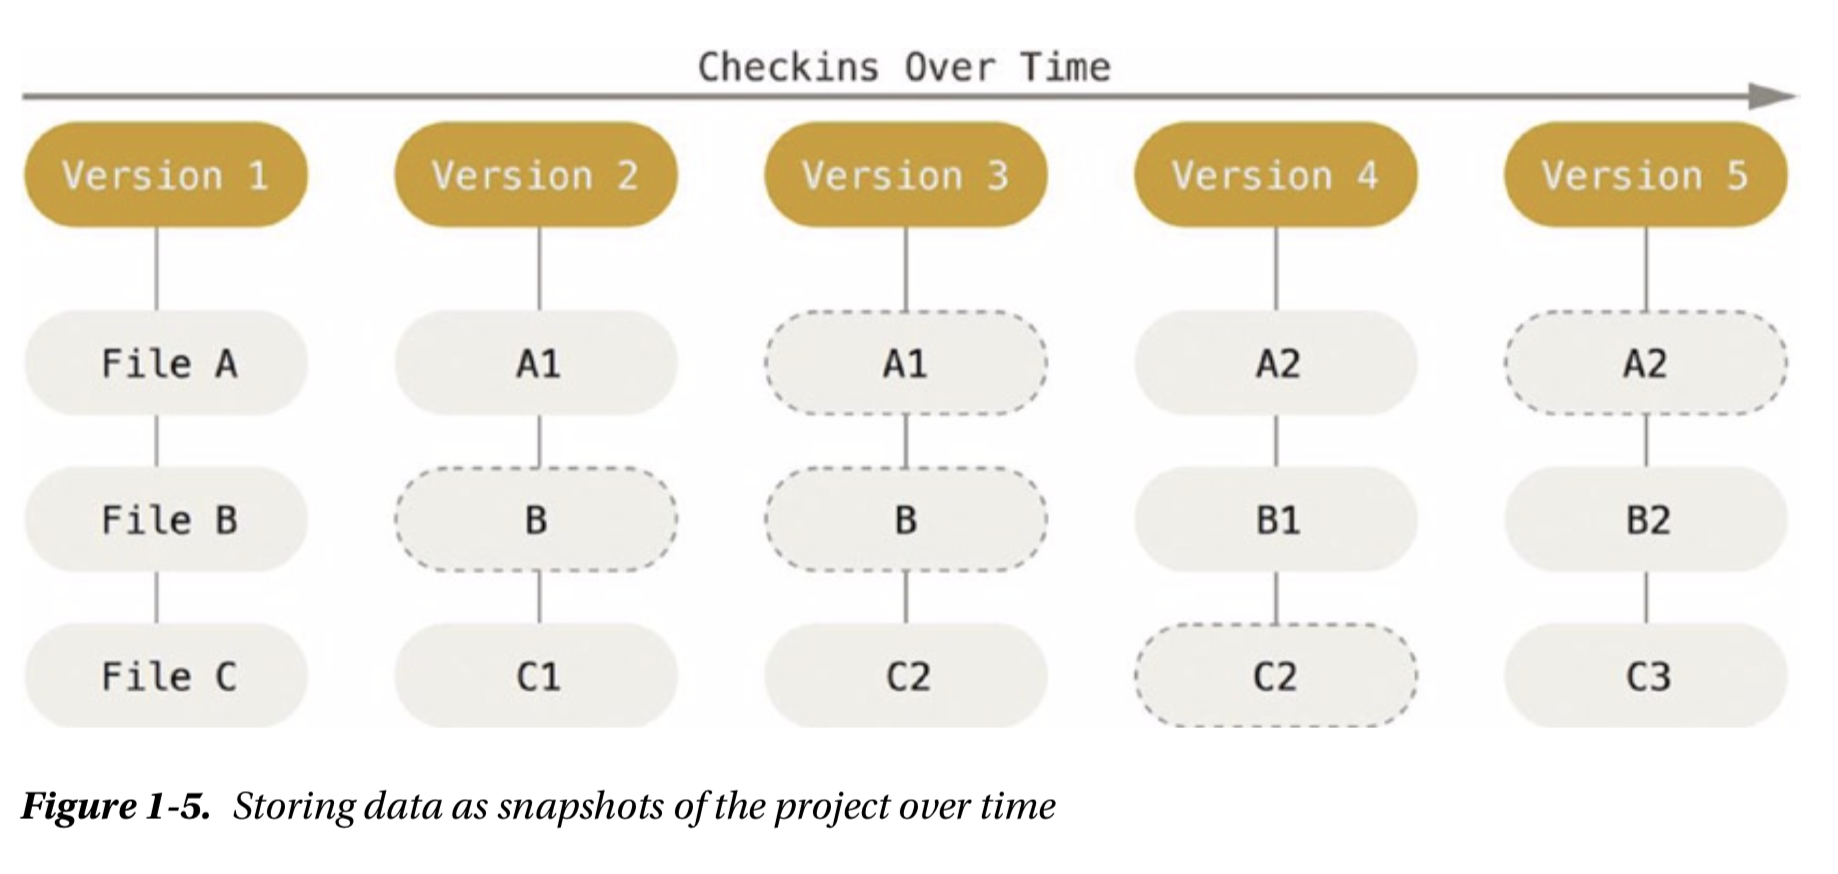 Checkins Over Time
Version 1 Version 2 Version 3 Version 4 Version 5
File A A1 A1 A2 A2
File B B B B1 B2
File C C1 C2 C2 C3
Figure 1-5. Storing data as snapshots of the project over time